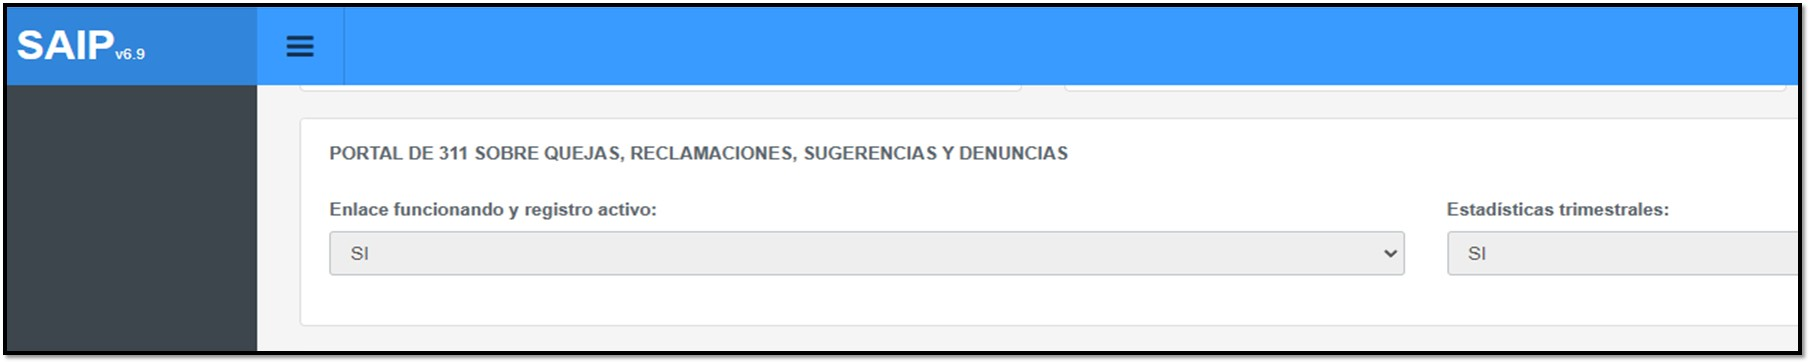 SAIP v6.9
PORTAL DE 311 SOBRE QUEJAS, RECLAMACIONES, SUGERENCIAS Y DENUNCIAS
Enlace funcionando y registro activo: Estadísticas trimestrales:
SI SI